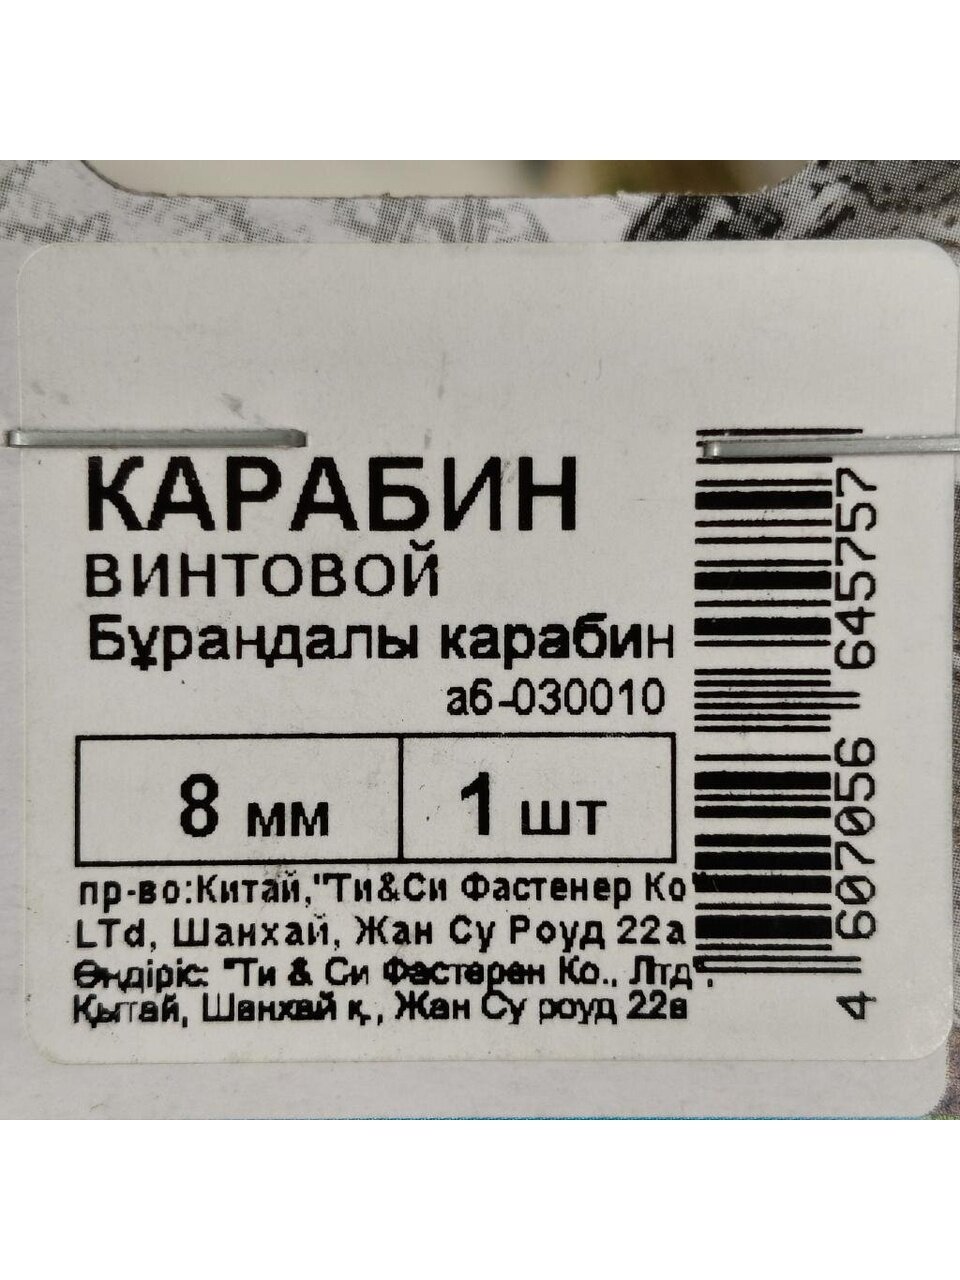 КАРАБИН
ВИНТОВОЙ
Бұраңдалы карабин
а6-030010
8 мм
1 шт
пр-во:Китай,"Ти&Си Фастенер Ко"
LTd, Шанхай, Жан Су Роуд 22а
Өндіріс: "Ти & Си Фастерен Ко., Лтд",
Қытай, Шанхай қ., Жан Су роуд 22а
4 607056 645757